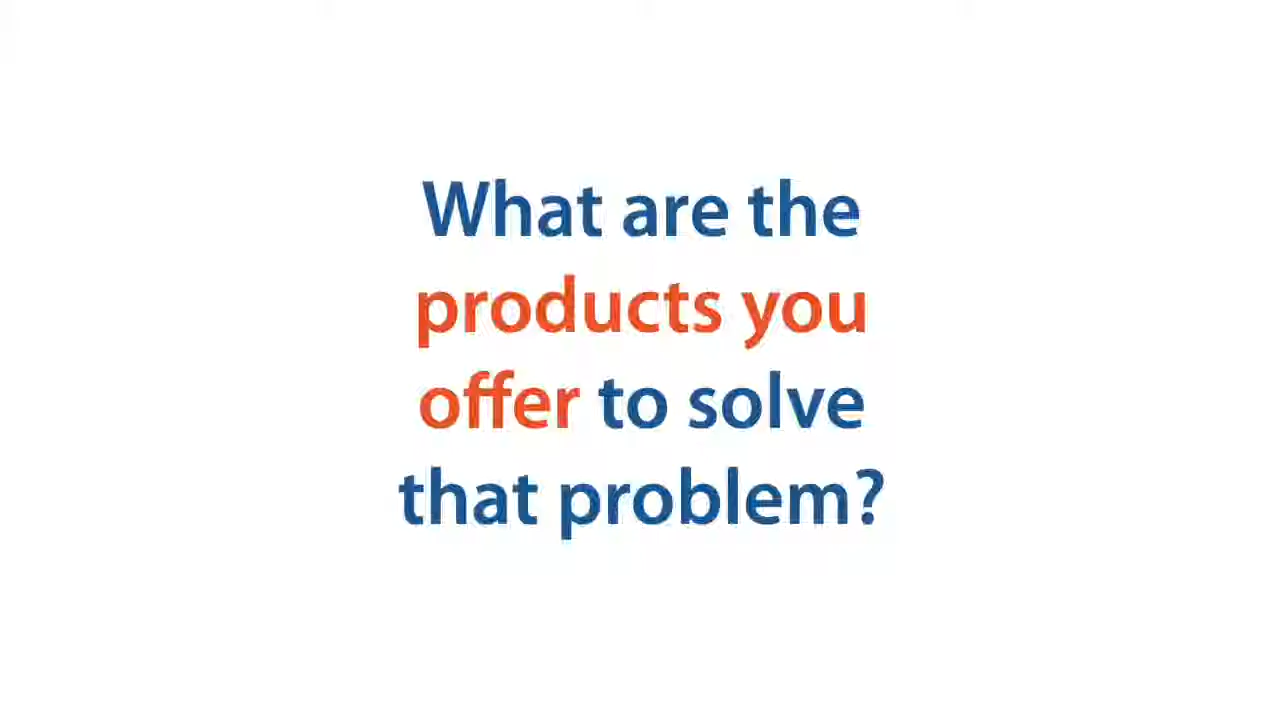 What are the
products you
offer to solve
that problem?